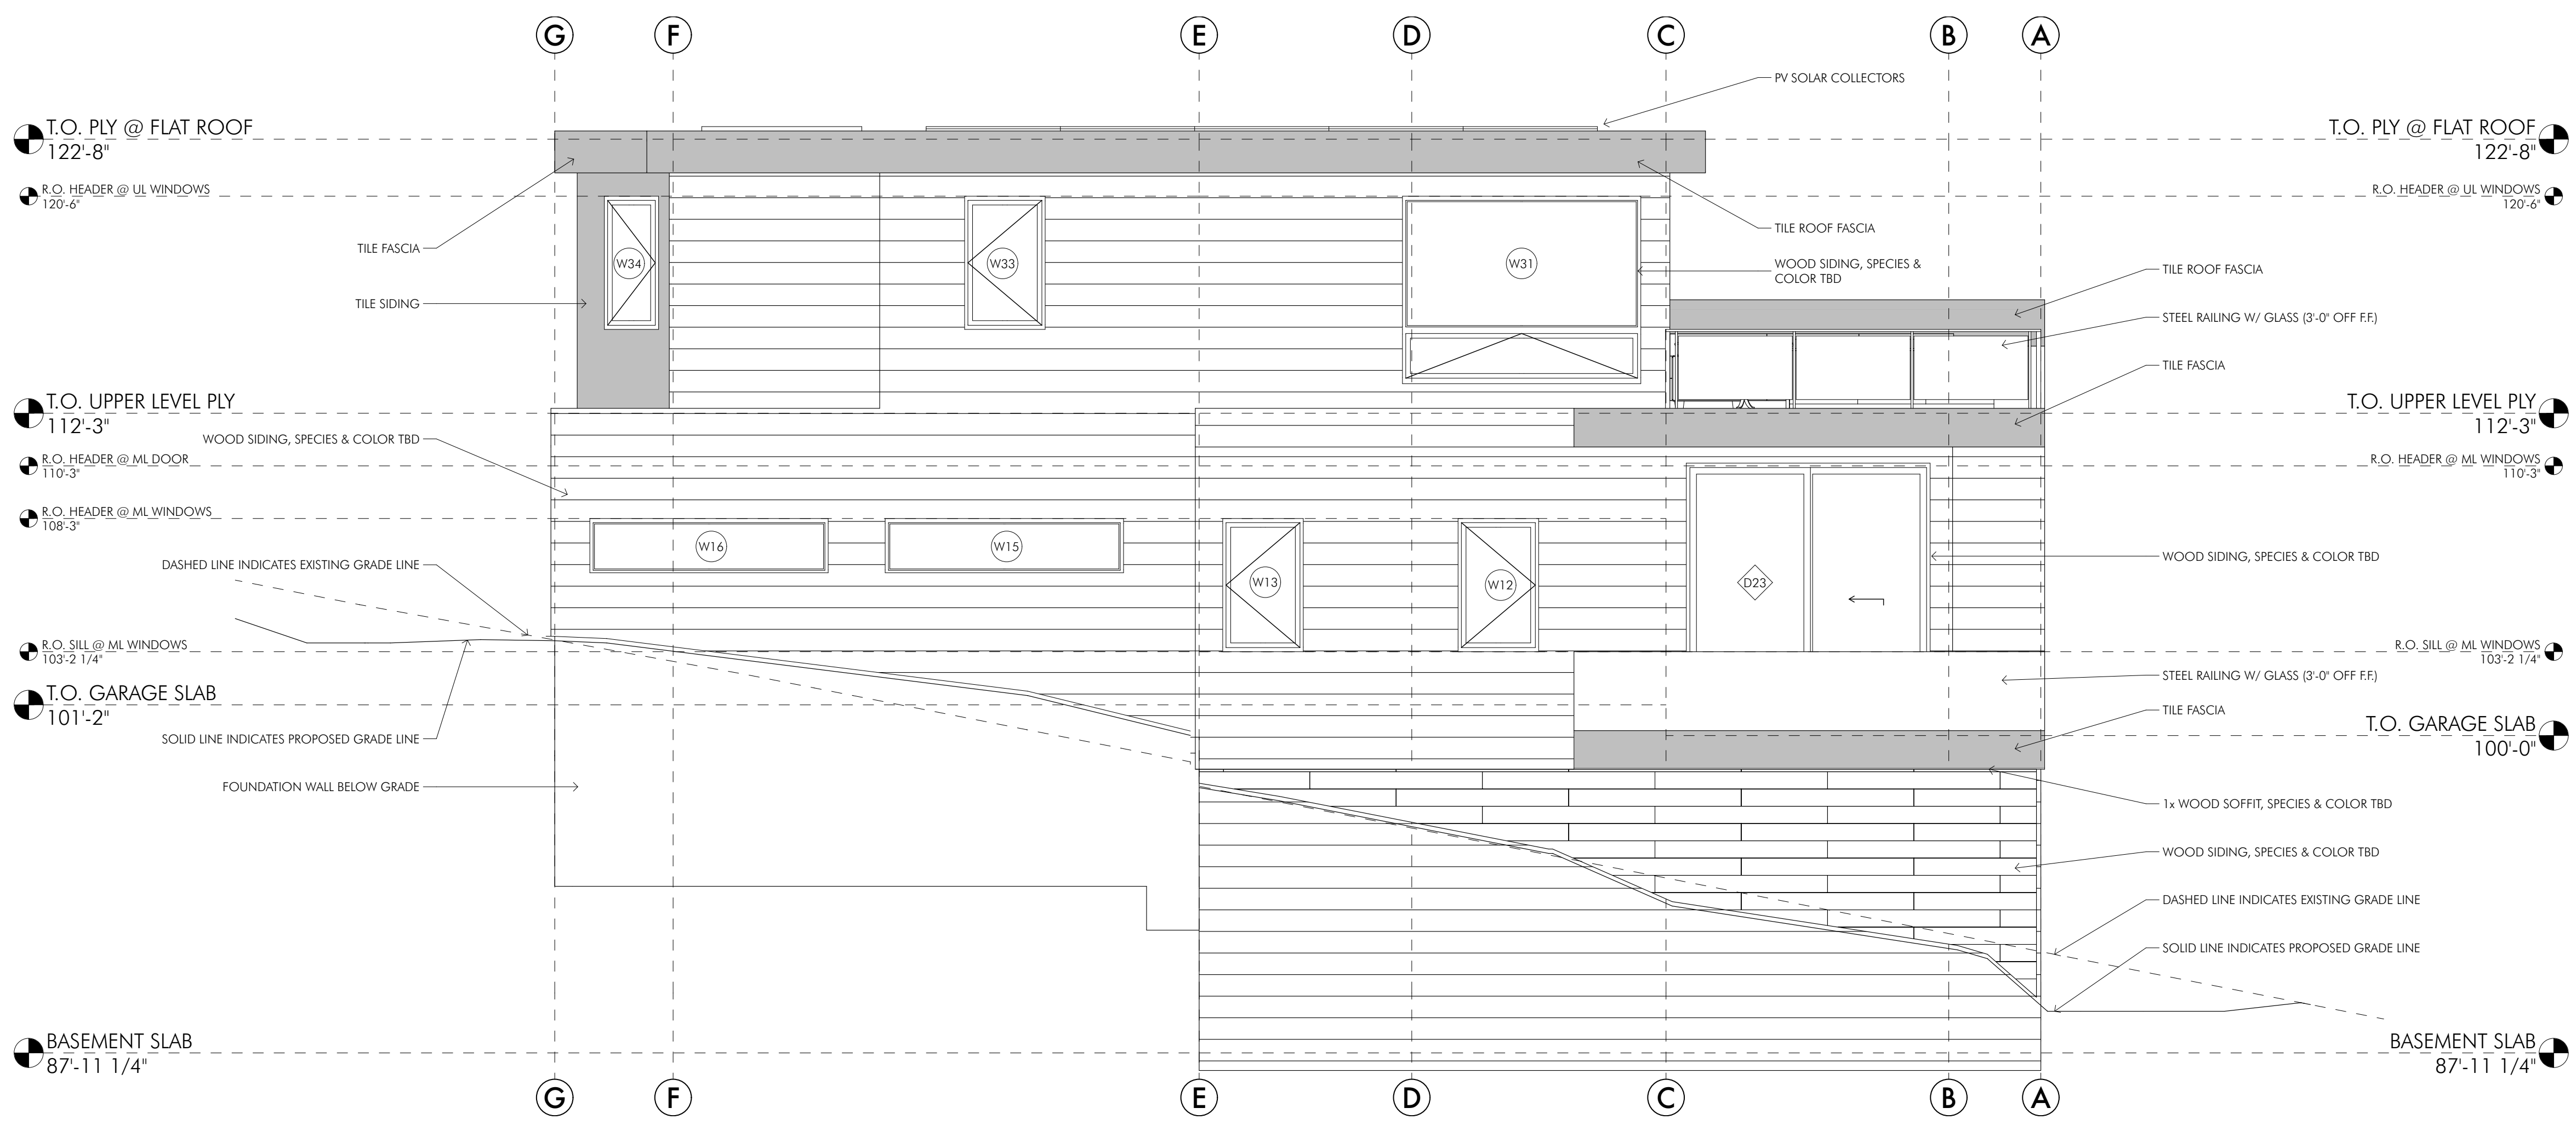 G F E D C B A
PV SOLAR COLLECTORS
T.O. PLY @ FLAT ROOF
122'-8"
R.O. HEADER @ UL WINDOWS
120'-6"
TILE FASCIA
TILE SIDING
T.O. UPPER LEVEL PLY
112'-3"
WOOD SIDING, SPECIES & COLOR TBD
R.O. HEADER @ ML DOOR
110'-3"
R.O. HEADER @ ML WINDOWS
108'-3"
DASHED LINE INDICATES EXISTING GRADE LINE
R.O. SILL @ ML WINDOWS
103'-2 1/4"
T.O. GARAGE SLAB
101'-2"
SOLID LINE INDICATES PROPOSED GRADE LINE
FOUNDATION WALL BELOW GRADE
BASEMENT SLAB
87'-11 1/4"
W34
W33
W31
W16
W15
W13
W12
D23
TILE ROOF FASCIA
WOOD SIDING, SPECIES &
COLOR TBD
T.O. PLY @ FLAT ROOF
122'-8"
R.O. HEADER @ UL WINDOWS
120'-6"
TILE ROOF FASCIA
STEEL RAILING W/ GLASS (3'-0" OFF F.F.)
TILE FASCIA
T.O. UPPER LEVEL PLY
112'-3"
R.O. HEADER @ ML WINDOWS
110'-3"
WOOD SIDING, SPECIES & COLOR TBD
R.O. SILL @ ML WINDOWS
103'-2 1/4"
STEEL RAILING W/ GLASS (3'-0" OFF F.F.)
TILE FASCIA
T.O. GARAGE SLAB
100'-0"
1x WOOD SOFFIT, SPECIES & COLOR TBD
WOOD SIDING, SPECIES & COLOR TBD
DASHED LINE INDICATES EXISTING GRADE LINE
SOLID LINE INDICATES PROPOSED GRADE LINE
BASEMENT SLAB
87'-11 1/4"
G F E D C B A